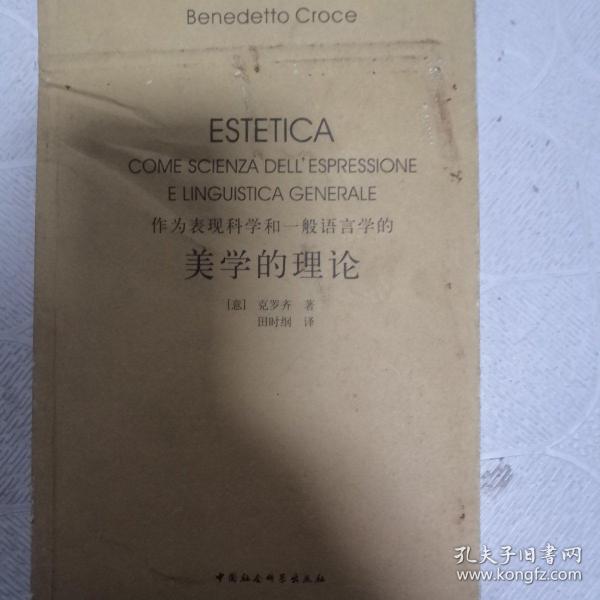 Benedetto Croce
ESTETICA
COME SCIENZA DELL'ESPRESSIONE
E LINGUISTICA GENERALE
作为表现科学和一般语言学的
美学的理论
[意] 克罗齐 著
田时纲 译
中国社会科学出版社
孔夫子旧书网
www.kongfz.com